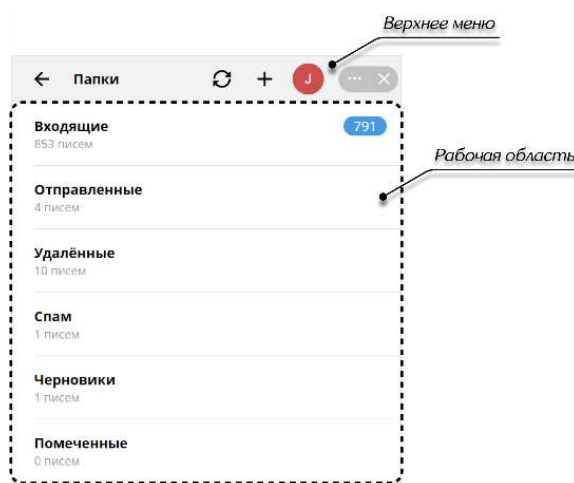 Верхнее меню
Папки
J
Входящие
791
853 писем
Рабочая область
Отправленные
4 писем
Удалённые
10 писем
Спам
1 писем
Черновики
1 писем
Помеченные
0 писем